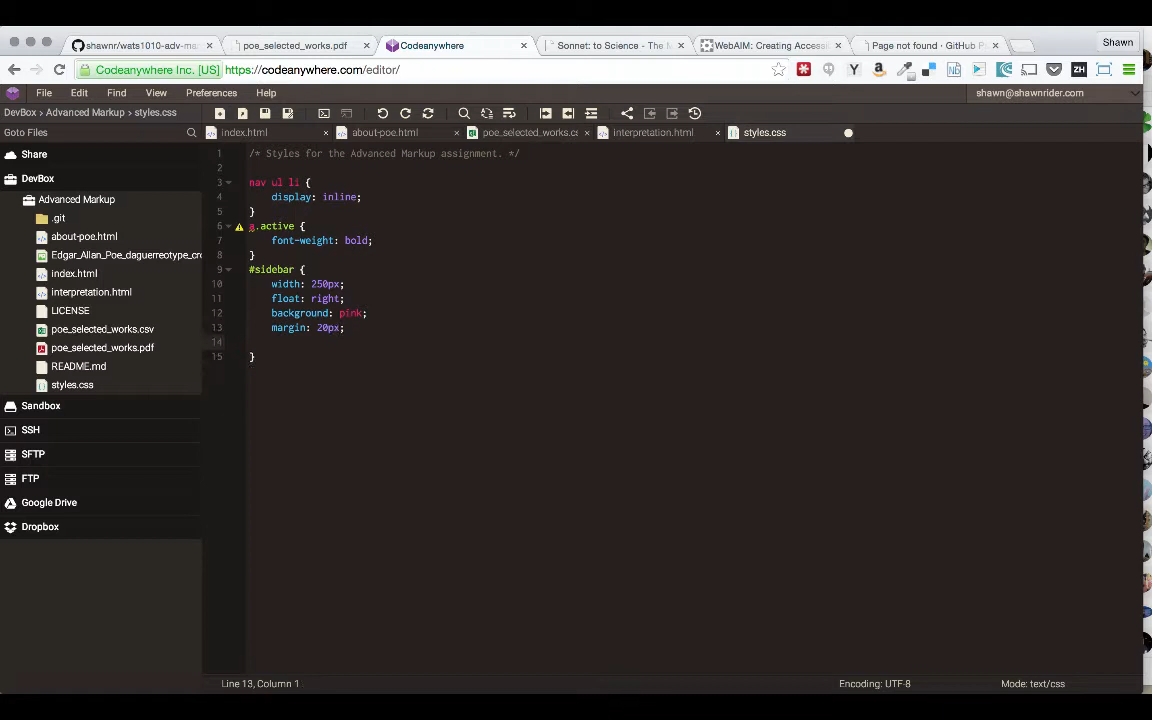 shawnr/wats1010-adv-ma
poe_selected_works.pdf
Codeanywhere
Sonnet: to Science - The M
WebAIM: Creating Accessi
Page not found · GitHub P
Shawn
Codeanywhere Inc. [US]
https://codeanywhere.com/editor/
File
Edit
Find
View
Preferences
Help
shawn@shawnrider.com
DevBox > Advanced Markup > styles.css
Goto Files
index.html
about-poe.html
poe_selected_works.cs
interpretation.html
styles.css
Share
DevBox
Advanced Markup
.git
about-poe.html
Edgar_Allan_Poe_daguerreotype_cro
index.html
interpretation.html
LICENSE
poe_selected_works.csv
poe_selected_works.pdf
README.md
styles.css
Sandbox
SSH
SFTP
FTP
Google Drive
Dropbox
1 /* Styles for the Advanced Markup assignment. */
2
3 nav ul li {
4 display: inline;
5 }
6 a.active {
7 font-weight: bold;
8 }
9 #sidebar {
10 width: 250px;
11 float: right;
12 background: pink;
13 margin: 20px;
14
15 }
Line 13, Column 1
Encoding: UTF-8
Mode: text/css